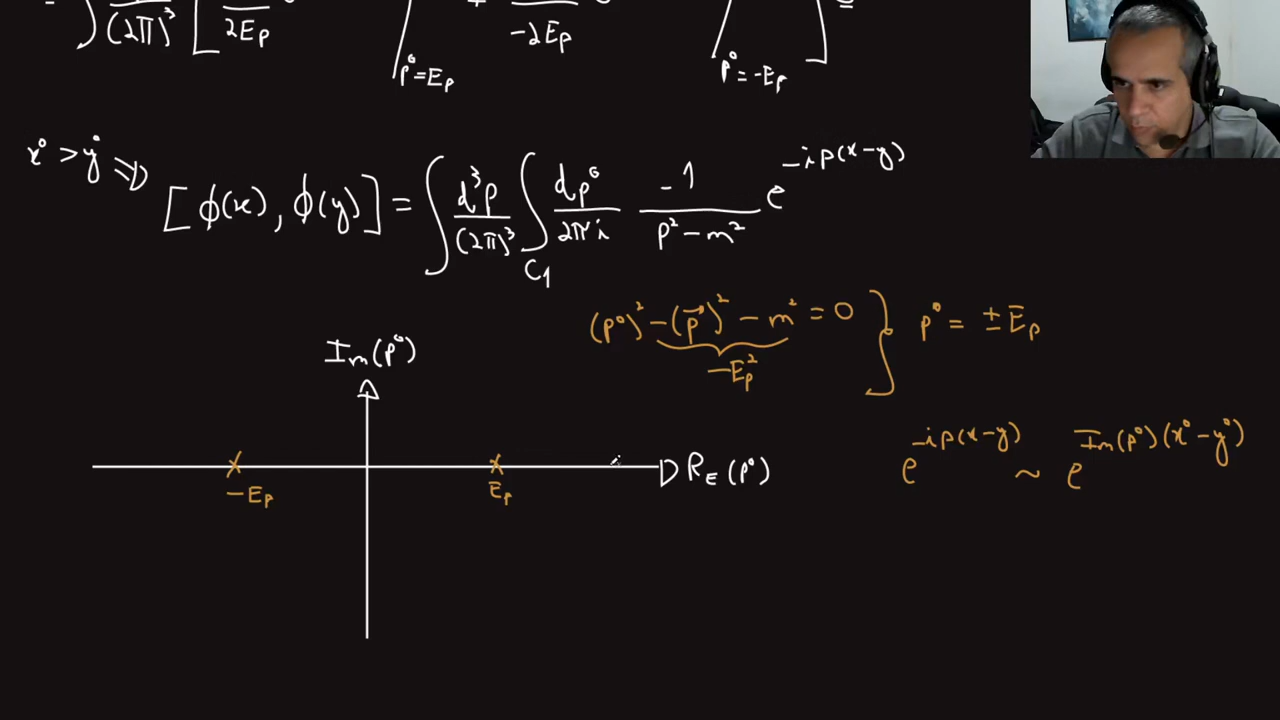 ∫ /(2π)³ [ /2E_p |_{p⁰=E_p} + /-2E_p |_{p⁰=-E_p} ] =
x⁰ > y⁰ ⇒ [ϕ(x), ϕ(y)] = ∫ d³p/(2π)³ ∫_{C₁} dp⁰/2πi -1/(p² - m²) e^{-ip(x-y)}
(p⁰)² - (p⃗)² - m² = 0 } p⁰ = ± E_p
-E_p²
Im(p⁰)
e^{-ip(x-y)} ~ e^{Im(p⁰)(x⁰-y⁰)}
RE(p⁰)
-E_p E_p